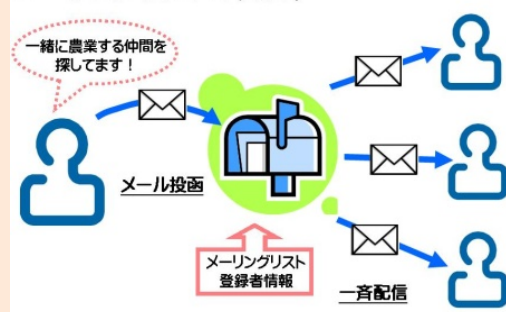 一緒に農業する仲間を
探してます！
メール投函
メーリングリスト
登録者情報
一斉配信